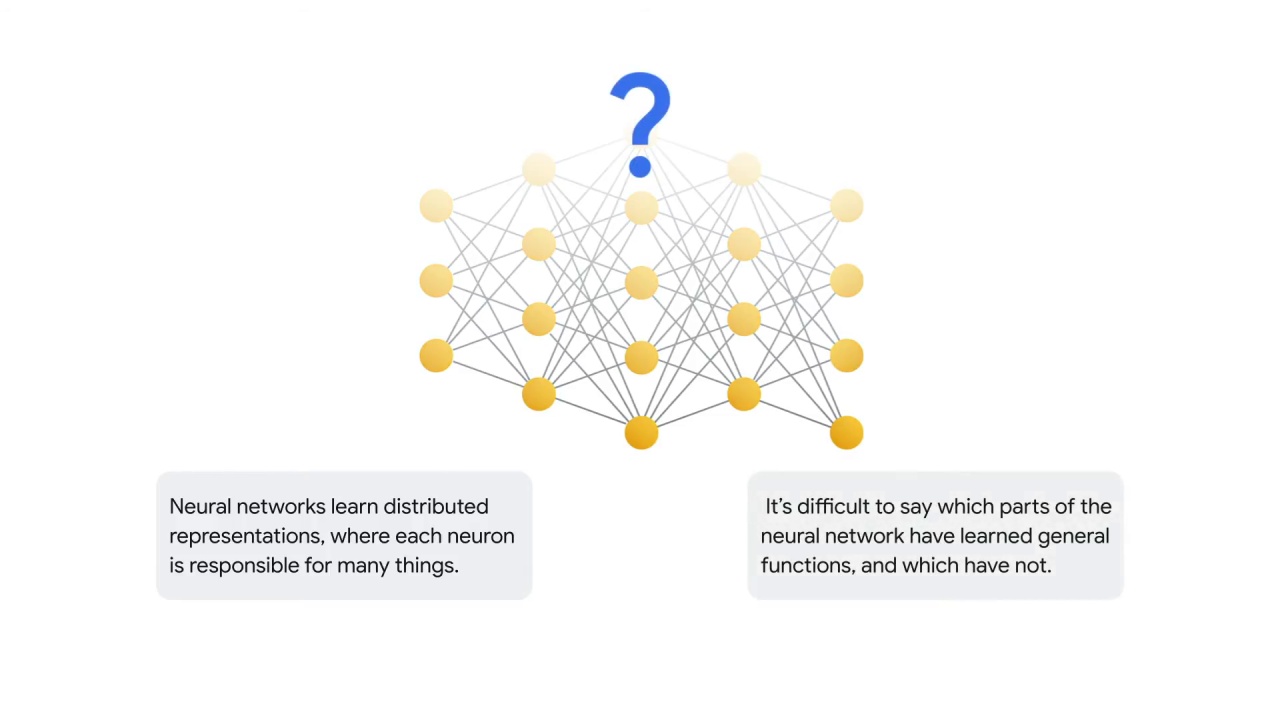 ?
Neural networks learn distributed
representations, where each neuron
is responsible for many things.
It’s difficult to say which parts of the
neural network have learned general
functions, and which have not.